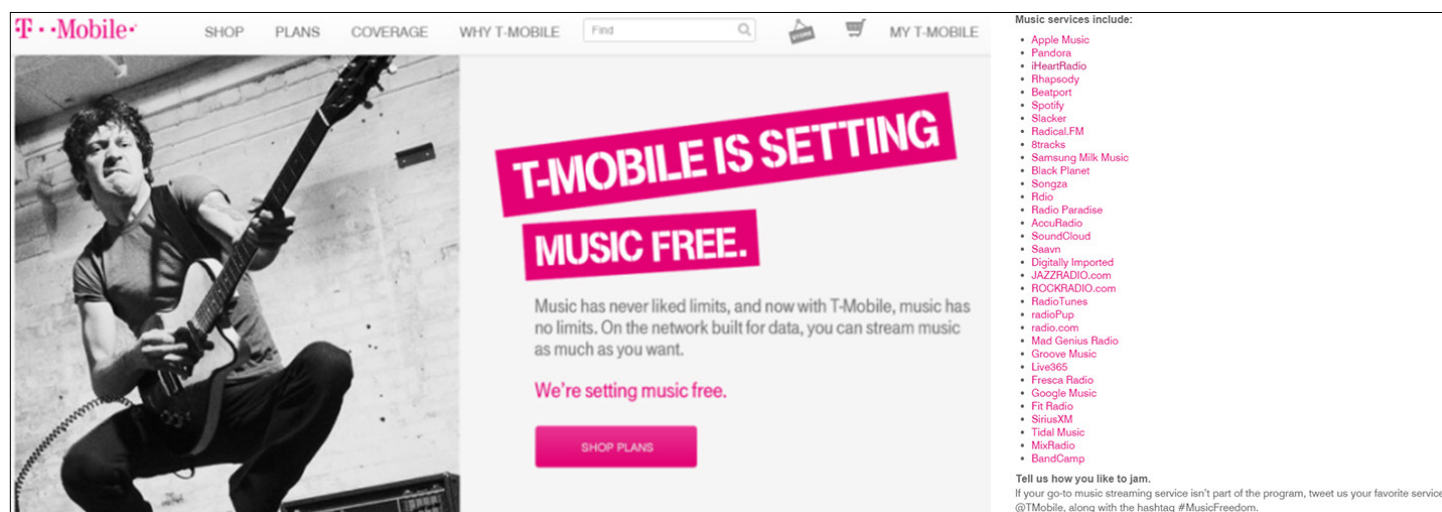 T··Mobile·
SHOP
PLANS
COVERAGE
WHY T-MOBILE
Find
STORE
MY T-MOBILE
T-MOBILE IS SETTING
MUSIC FREE.
Music has never liked limits, and now with T-Mobile, music has
no limits. On the network built for data, you can stream music
as much as you want.
We're setting music free.
SHOP PLANS
Music services include:
• Apple Music
• Pandora
• iHeartRadio
• Rhapsody
• Beatport
• Spotify
• Slacker
• Radical.FM
• 8tracks
• Samsung Milk Music
• Black Planet
• Songza
• Rdio
• Radio Paradise
• AccuRadio
• SoundCloud
• Saavn
• Digitally Imported
• JAZZRADIO.com
• ROCKRADIO.com
• RadioTunes
• radioPup
• radio.com
• Mad Genius Radio
• Groove Music
• Live365
• Fresca Radio
• Google Music
• Fit Radio
• SiriusXM
• Tidal Music
• MixRadio
• BandCamp
Tell us how you like to jam.
If your go-to music streaming service isn't part of the program, tweet us your favorite service
@TMobile, along with the hashtag #MusicFreedom.